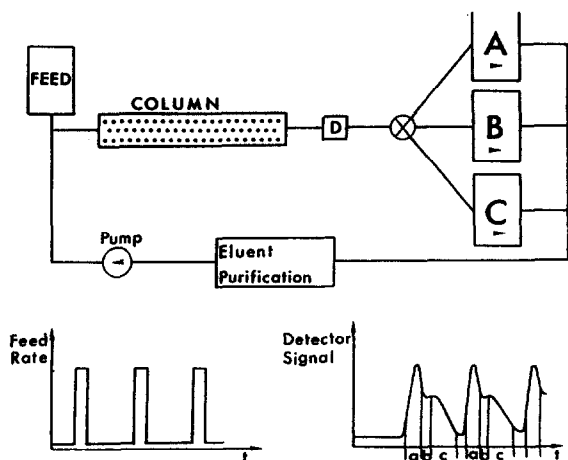 A
FEED
COLUMN
D
B
C
Pump
Eluent
Purification
Feed
Rate
t
Detector
Signal
a b c a b c t